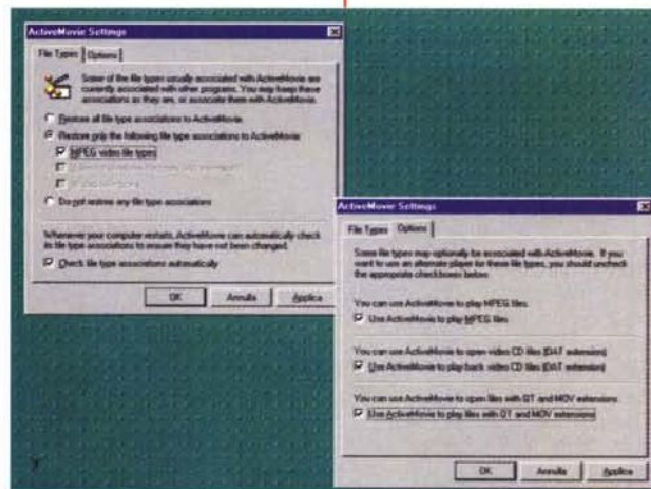 ActiveMovie Settings
File Types
Options
Some of the file types usually associated with ActiveMovie are
currently associated with other programs. You may keep these
associations as they are, or associate them with ActiveMovie.
Restore all file type associations to ActiveMovie
Restore only the following file type associations to ActiveMovie
MPEG video file types
Do not restore any file type associations
Whenever your computer restarts, ActiveMovie can automatically check
its file type associations to ensure they have not been changed.
Check file type associations automatically
OK
Annulla
Applica
ActiveMovie Settings
File Types
Options
Some file types may optionally be associated with ActiveMovie. If you
want to use an alternate player for these file types, you should uncheck
the appropriate checkboxes below.
You can use ActiveMovie to play MPEG files.
Use ActiveMovie to play MPEG files
You can use ActiveMovie to open video CD files (DAT extension)
Use ActiveMovie to play back video CD files (DAT extension)
You can use ActiveMovie to open files with QT and MOV extensions
Use ActiveMovie to play files with QT and MOV extensions
OK
Annulla
Applica
7